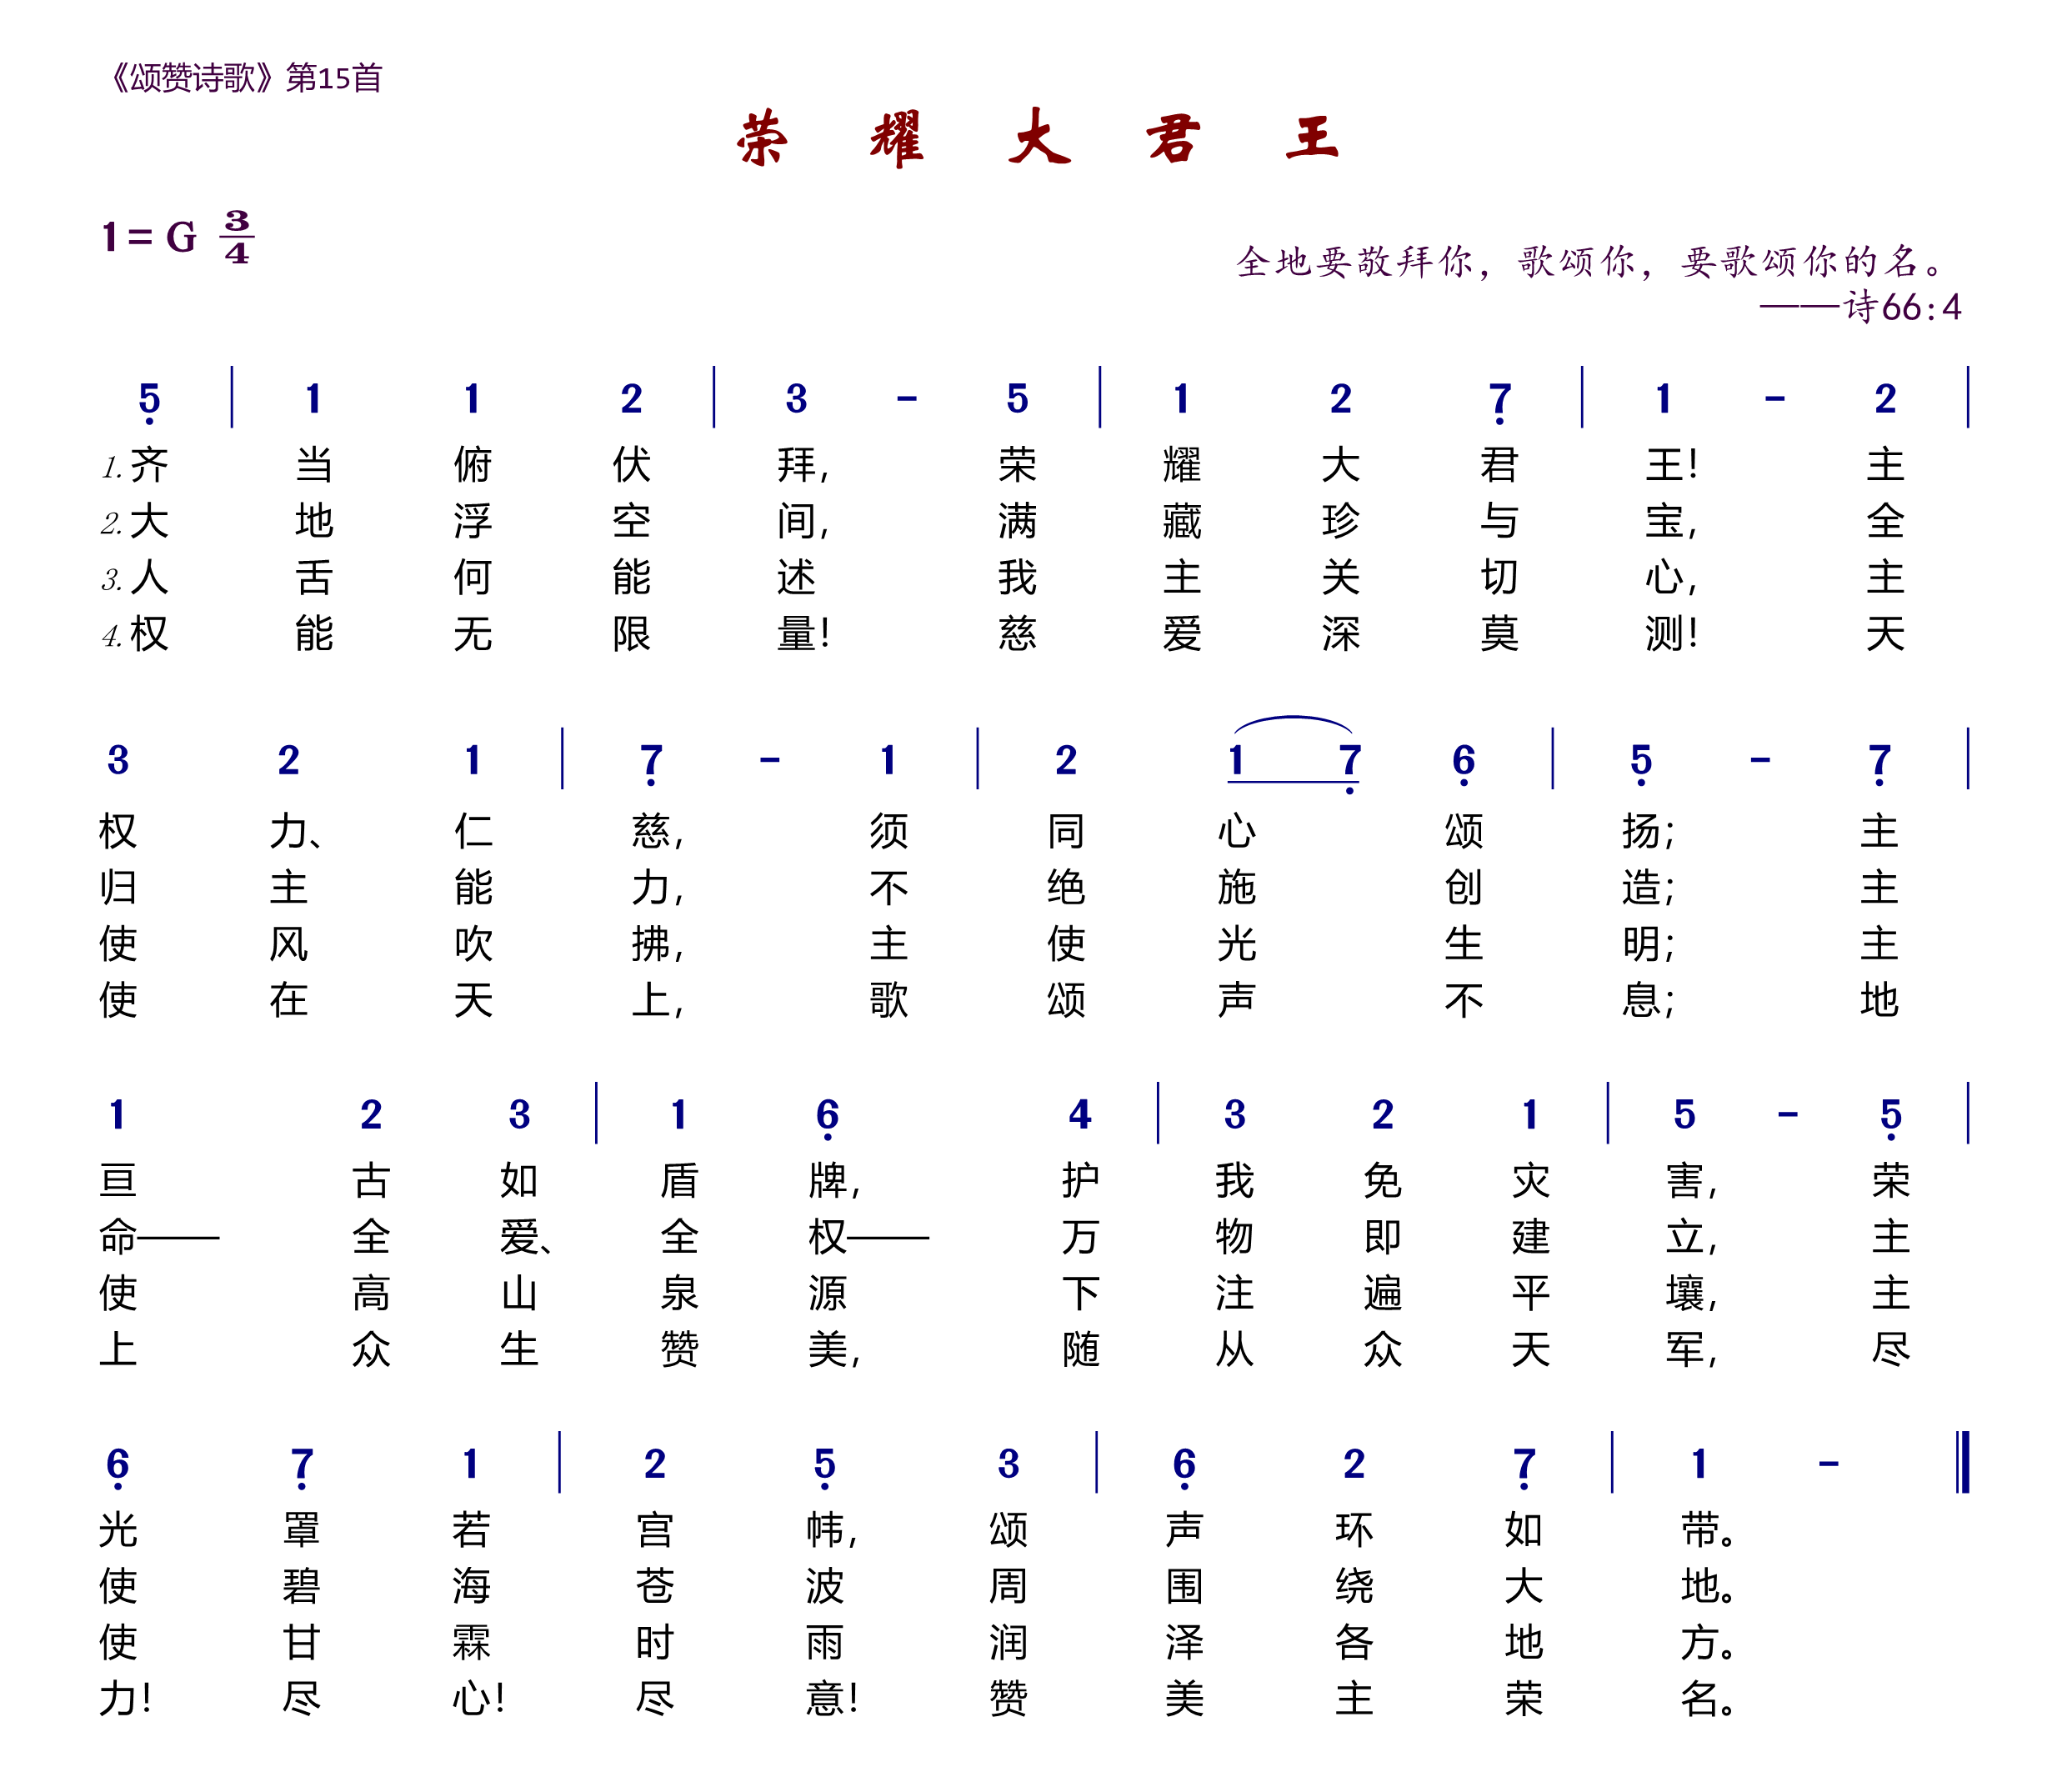 《颂赞诗歌》第15首
荣耀大君王
1=G 3/4
全地要敬拜你，歌颂你，要歌颂你的名。
——诗66:4
5̣ | 1 1 2 | 3 - 5 | 1 2 7̣ | 1 - 2 |
1.齐当俯伏拜，荣耀大君王！主
2.大地浮空间，满藏珍与宝，全
3.人舌何能述我主关切心，主
4.权能无限量！慈爱深莫测！天
3 2 1 | 7̣ - 1 | 2 1 7̣ 6̣ | 5̣ - 7̣ |
权力、仁慈，须同心颂扬；主
归主能力，不绝施创造；主
使风吹拂，主使光生明；主
使在天上，歌颂声不息；地
1 2 3 | 1 6̣ 4 | 3 2 1 | 5 - 5̣ |
亘古如盾牌，护我免灾害，荣
命——全爱、全权——万物即建立，主
使高山泉源下注遍平壤，主
上众生赞美，随从众天军，尽
6̣ 7̣ 1 | 2 5̣ 3 | 6̣ 2 7̣ | 1 - ‖
光罩若宫帏，颂声环如带。
使碧海苍波周围绕大地。
使甘霖时雨润泽各地方。
力！尽心！尽意！赞美主荣名。